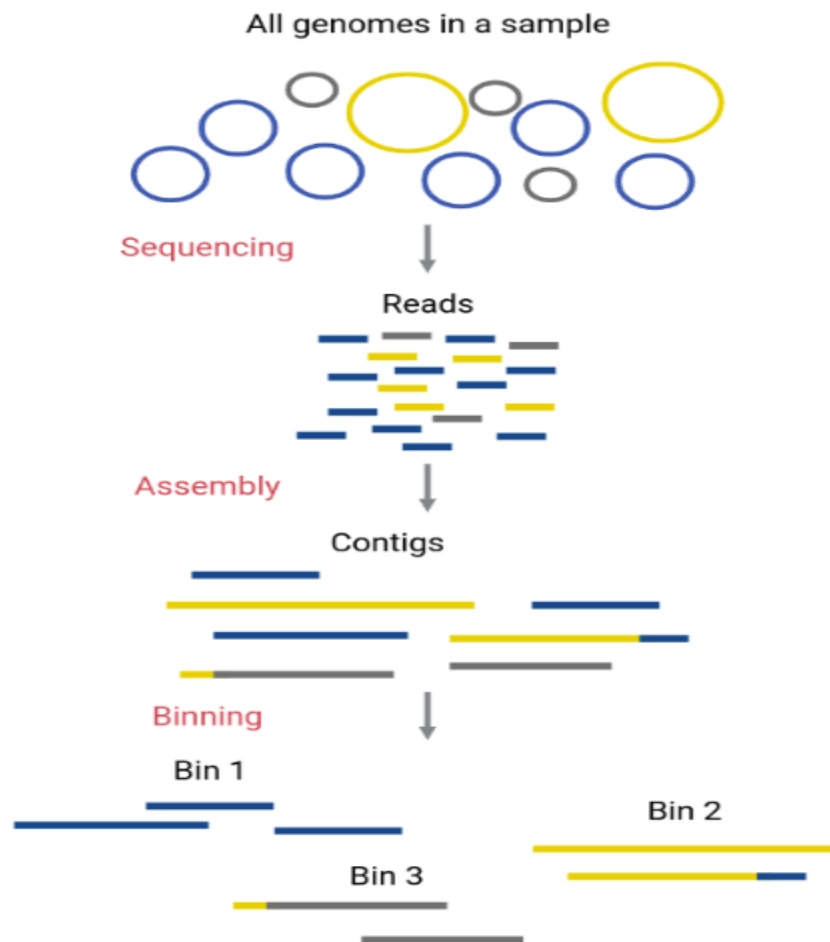 All genomes in a sample
Sequencing
Reads
Assembly
Contigs
Binning
Bin 1
Bin 2
Bin 3